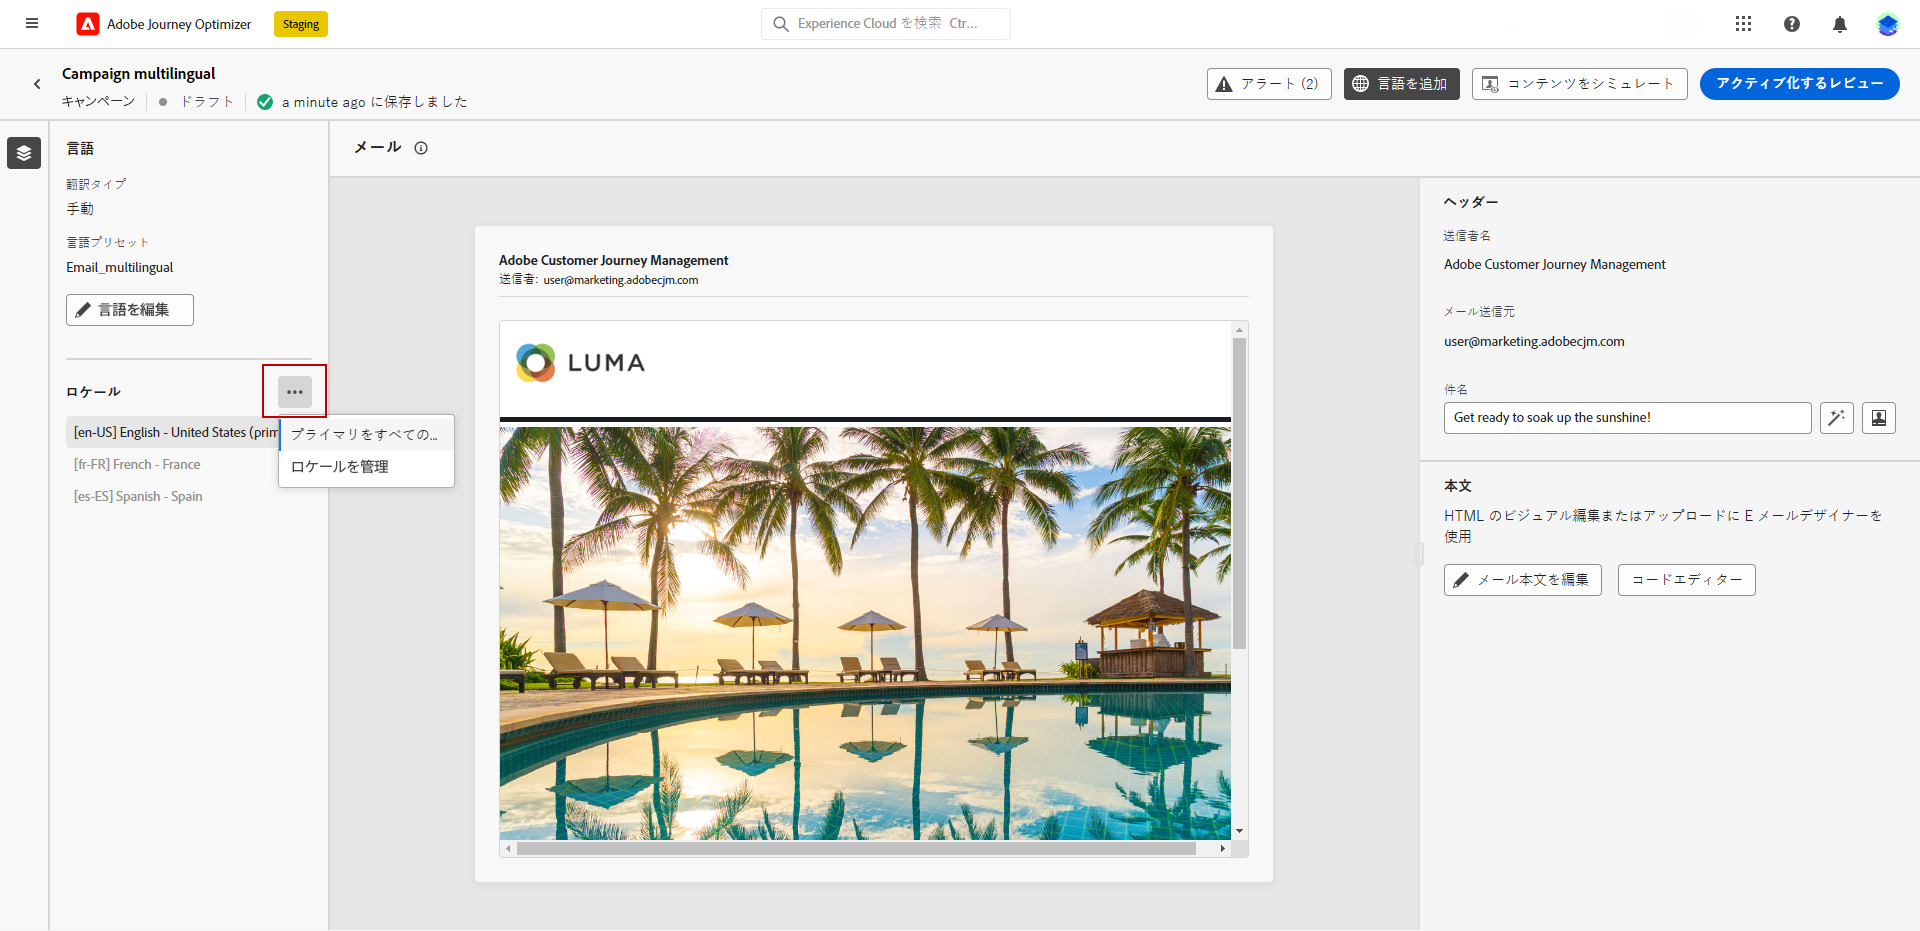 Adobe Journey Optimizer
Staging
Experience Cloud を検索 Ctr...
Campaign multilingual
キャンペーン
ドラフト
a minute ago に保存しました
アラート (2)
言語を追加
コンテンツをシミュレート
アクティブ化するレビュー
言語
翻訳タイプ
手動
言語プリセット
Email_multilingual
言語を編集
ロケール
[en-US] English - United States (prim
[fr-FR] French - France
[es-ES] Spanish - Spain
プライマリをすべての...
ロケールを管理
メール
Adobe Customer Journey Management
送信者: user@marketing.adobecjm.com
LUMA
ヘッダー
送信者名
Adobe Customer Journey Management
メール送信元
user@marketing.adobecjm.com
件名
Get ready to soak up the sunshine!
本文
HTML のビジュアル編集またはアップロードに E メールデザイナーを
使用
メール本文を編集
コードエディター